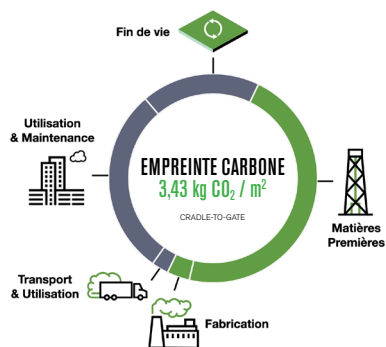 Fin de vie
Utilisation
& Maintenance
EMPREINTE CARBONE
3,43 kg CO₂ / m²
CRADLE-TO-GATE
Matières
Premières
Transport
& Utilisation
Fabrication